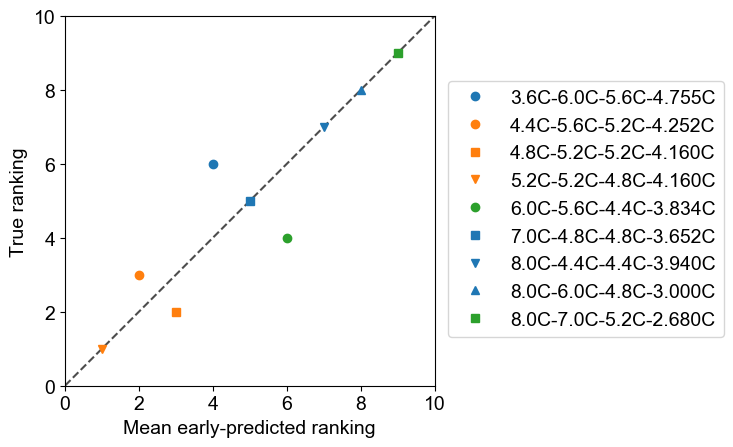 10
8
6
4
2
0
True ranking
0 2 4 6 8 10
Mean early-predicted ranking
3.6C-6.0C-5.6C-4.755C
4.4C-5.6C-5.2C-4.252C
4.8C-5.2C-5.2C-4.160C
5.2C-5.2C-4.8C-4.160C
6.0C-5.6C-4.4C-3.834C
7.0C-4.8C-4.8C-3.652C
8.0C-4.4C-4.4C-3.940C
8.0C-6.0C-4.8C-3.000C
8.0C-7.0C-5.2C-2.680C